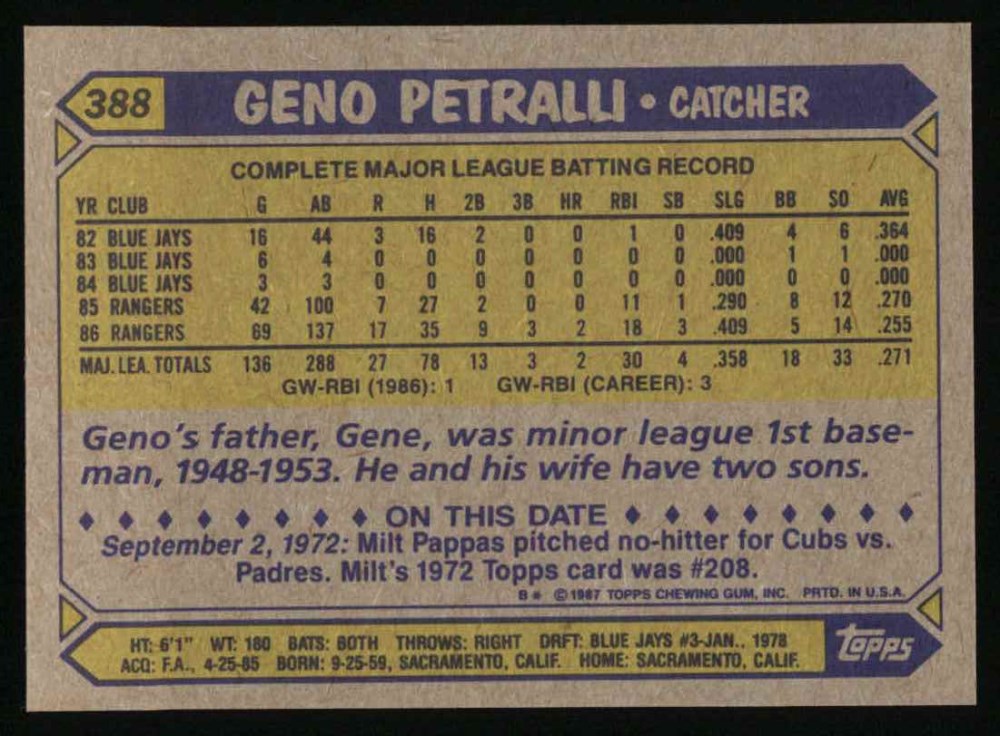 388 GENO PETRALLI • CATCHER
COMPLETE MAJOR LEAGUE BATTING RECORD
YR CLUB G AB R H 2B 3B HR RBI SB SLG BB SO AVG
82 BLUE JAYS 16 44 3 16 2 0 0 1 0 .409 4 6 .364
83 BLUE JAYS 6 4 0 0 0 0 0 0 0 .000 1 1 .000
84 BLUE JAYS 3 3 0 0 0 0 0 0 0 .000 0 0 .000
85 RANGERS 42 100 7 27 2 0 0 11 1 .290 8 12 .270
86 RANGERS 69 137 17 35 9 3 2 18 3 .409 5 14 .255
MAJ. LEA. TOTALS 136 288 27 78 13 3 2 30 4 .358 18 33 .271
GW-RBI (1986): 1 GW-RBI (CAREER): 3
Geno's father, Gene, was minor league 1st base-
man, 1948-1953. He and his wife have two sons.
ON THIS DATE
September 2, 1972: Milt Pappas pitched no-hitter for Cubs vs.
Padres. Milt's 1972 Topps card was #208.
B* ©1987 TOPPS CHEWING GUM, INC. PRTD. IN U.S.A.
HT: 6'1" WT: 180 BATS: BOTH THROWS: RIGHT DRFT: BLUE JAYS #3-JAN., 1978
ACQ: F.A., 4-25-85 BORN: 9-25-59, SACRAMENTO, CALIF. HOME: SACRAMENTO, CALIF.
Topps